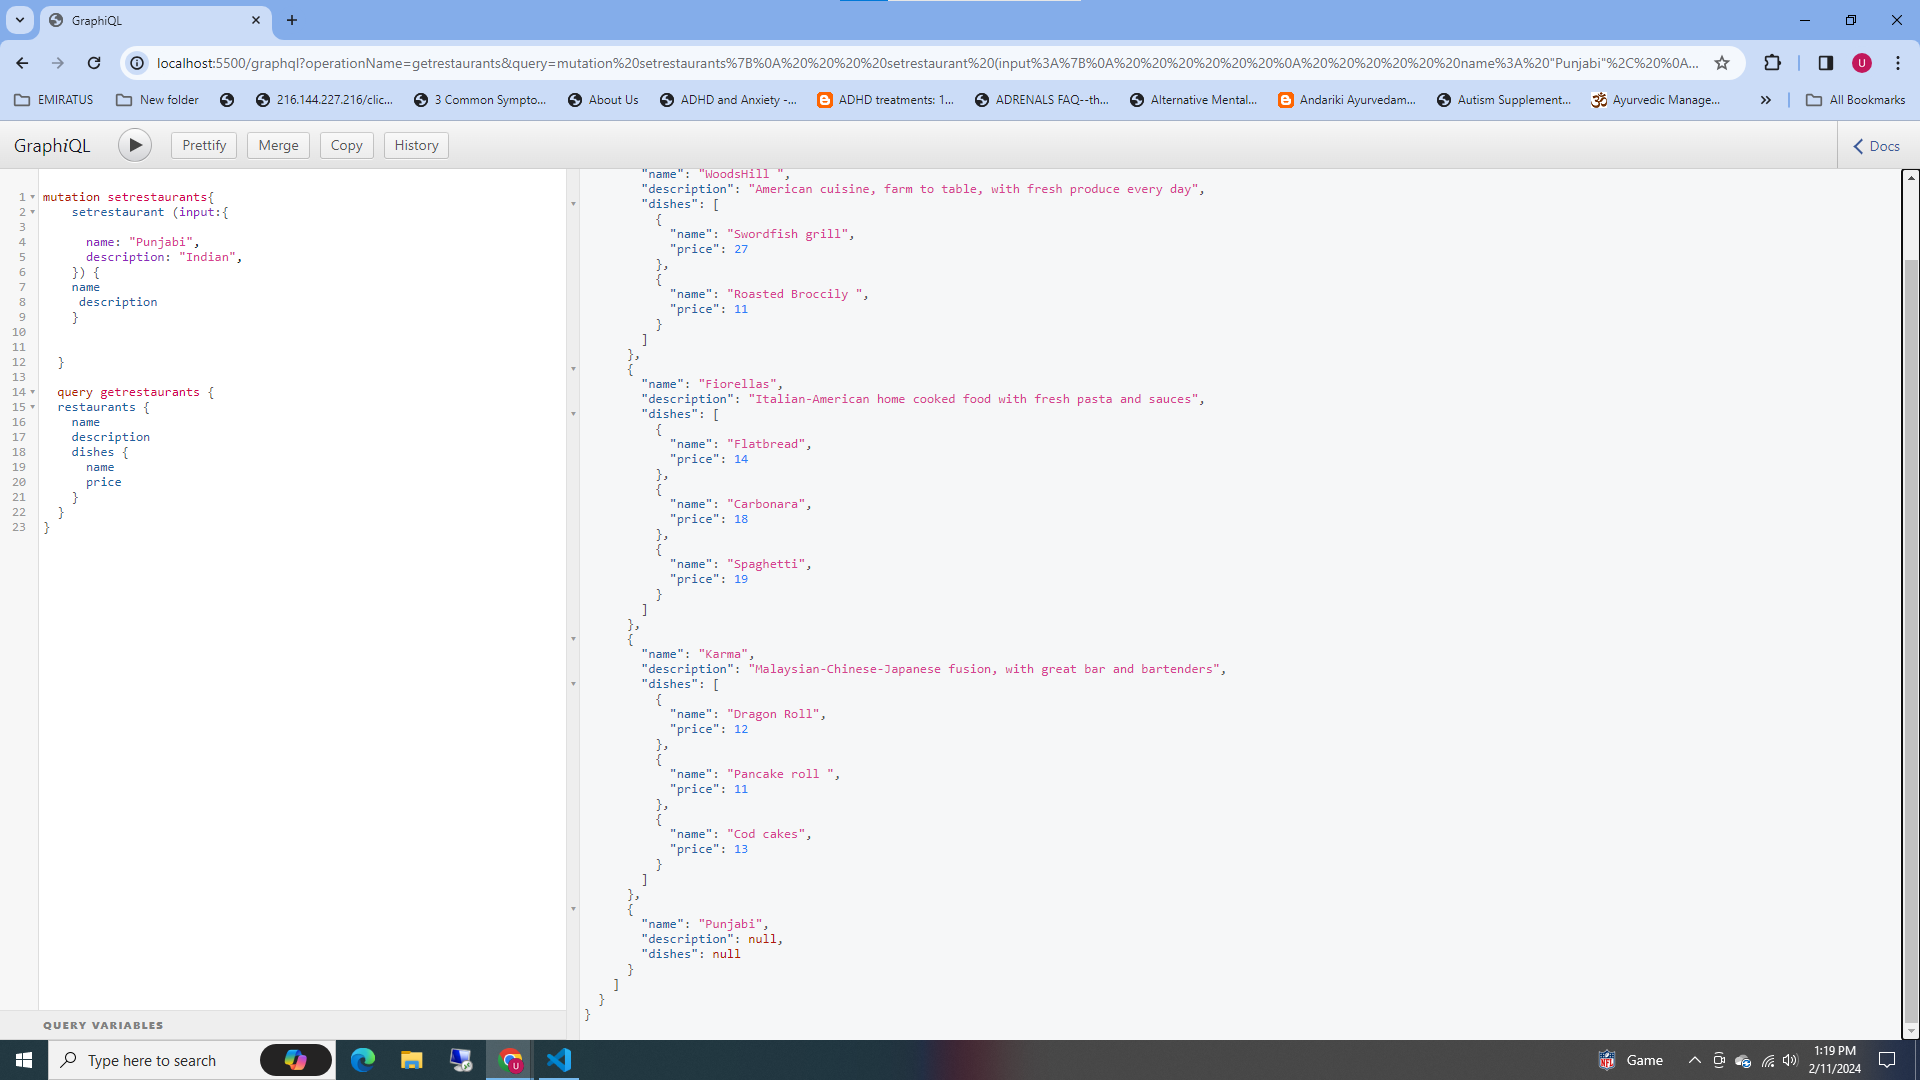 GraphiQL
localhost:5500/graphql?operationName=getrestaurants&query=mutation%20setrestaurants%7B%0A%20%20%20%20setrestaurant%20(input%3A%7B%0A%20%20%20%20%20%20%0A%20%20%20%20%20%20name%3A%20"Punjabi"%2C%20%0A...
EMIRATUS New folder 216.144.227.216/clic... 3 Common Sympto... About Us ADHD and Anxiety -... ADHD treatments: 1... ADRENALS FAQ--th... Alternative Mental... Andariki Ayurvedam... Autism Supplement... Ayurvedic Manage... » All Bookmarks
GraphiQL Prettify Merge Copy History Docs
1 mutation setrestaurants{
2 setrestaurant (input:{
3
4 name: "Punjabi",
5 description: "Indian",
6 }) {
7 name
8 description
9 }
10
11
12 }
13
14 query getrestaurants {
15 restaurants {
16 name
17 description
18 dishes {
19 name
20 price
21 }
22 }
23 }
QUERY VARIABLES
"name": "WoodsHill ",
"description": "American cuisine, farm to table, with fresh produce every day",
"dishes": [
{
"name": "Swordfish grill",
"price": 27
},
{
"name": "Roasted Broccily ",
"price": 11
}
]
},
{
"name": "Fiorellas",
"description": "Italian-American home cooked food with fresh pasta and sauces",
"dishes": [
{
"name": "Flatbread",
"price": 14
},
{
"name": "Carbonara",
"price": 18
},
{
"name": "Spaghetti",
"price": 19
}
]
},
{
"name": "Karma",
"description": "Malaysian-Chinese-Japanese fusion, with great bar and bartenders",
"dishes": [
{
"name": "Dragon Roll",
"price": 12
},
{
"name": "Pancake roll ",
"price": 11
},
{
"name": "Cod cakes",
"price": 13
}
]
},
{
"name": "Punjabi",
"description": null,
"dishes": null
}
]
}
}
Type here to search
Game
1:19 PM
2/11/2024